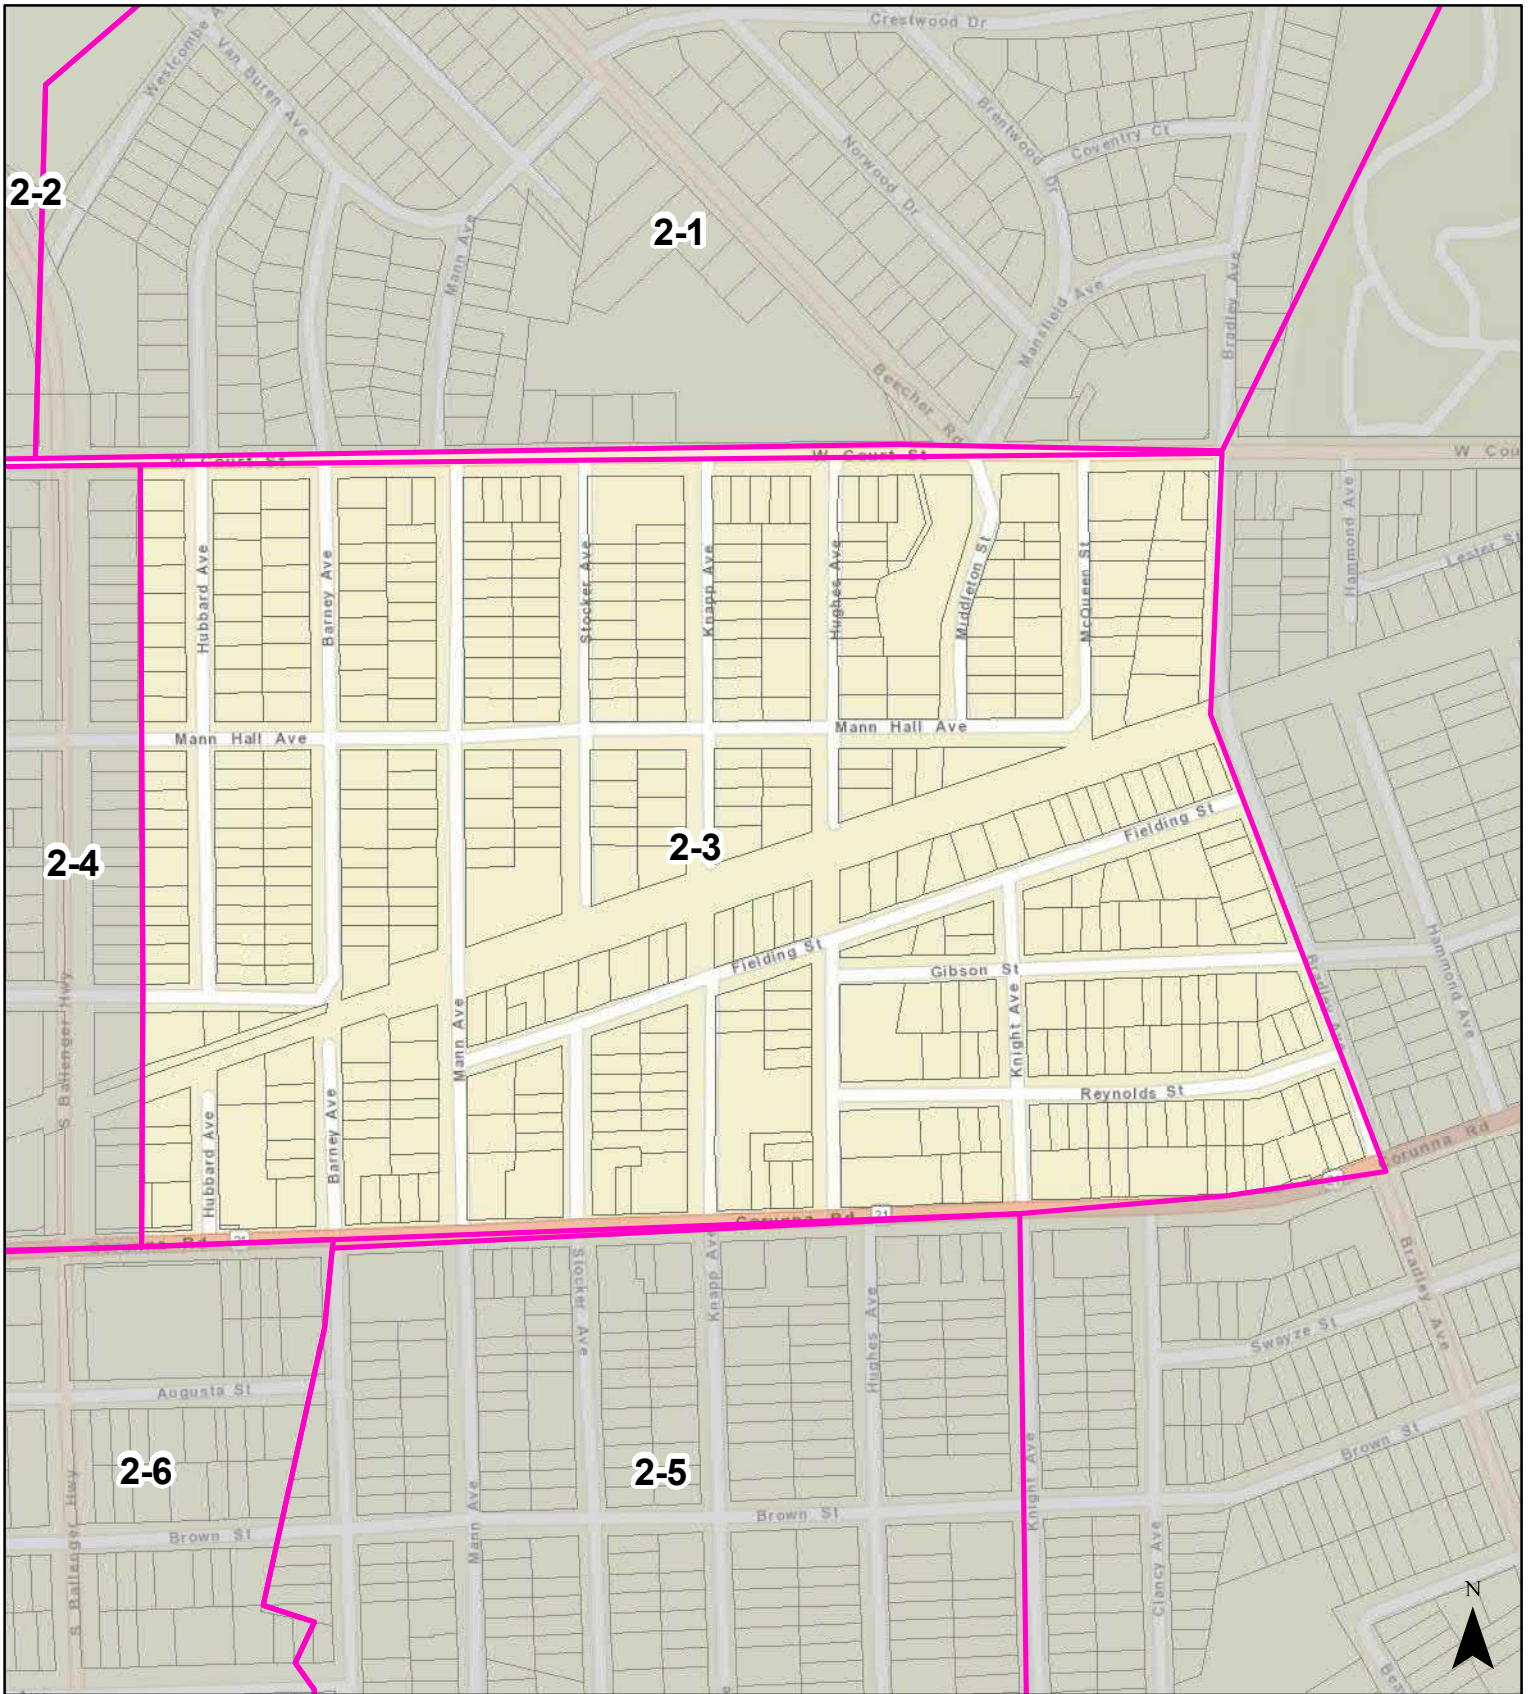 Crestwood Dr
Van Buren Ave
Brentwood Dr
Coventry Ct
Norwood Dr
2-2
2-1
Mann Ave
Mansfield Ave
Bradley Ave
Beecher Rd
W Court St
W Court St
Hammond Ave
Hubbard Ave
Barney Ave
Stocker Ave
Knapp Ave
Hughes Ave
Middleton St
McQueen St
Mann Hall Ave
Mann Hall Ave
2-3
2-4
Fielding St
Fielding St
Gibson St
Knight Ave
Hammond Ave
Bradley Ave
S Ballenger Hwy
Mann Ave
Reynolds St
Hubbard Ave
Barney Ave
Corunna Rd
Corunna Rd
21
21
Stocker Ave
Knapp Ave
Hughes Ave
Bradley Ave
Swayze St
Augusta St
2-6
2-5
Brown St
Brown St
Brown St
S Ballenger Hwy
Mann Ave
Knight Ave
Clancy Ave
N